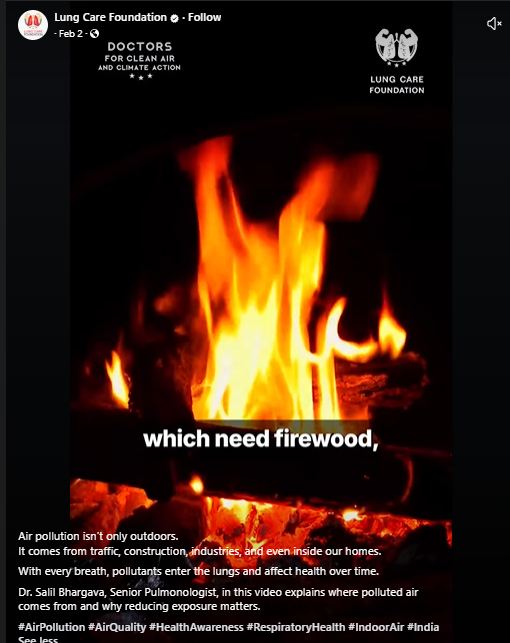 Lung Care Foundation · Follow
· Feb 2 ·
DOCTORS
FOR CLEAN AIR
AND CLIMATE ACTION
LUNG CARE
FOUNDATION
which need firewood,
Air pollution isn't only outdoors.
It comes from traffic, construction, industries, and even inside our homes.
With every breath, pollutants enter the lungs and affect health over time.
Dr. Salil Bhargava, Senior Pulmonologist, in this video explains where polluted air
comes from and why reducing exposure matters.
#AirPollution #AirQuality #HealthAwareness #RespiratoryHealth #IndoorAir #India
See less